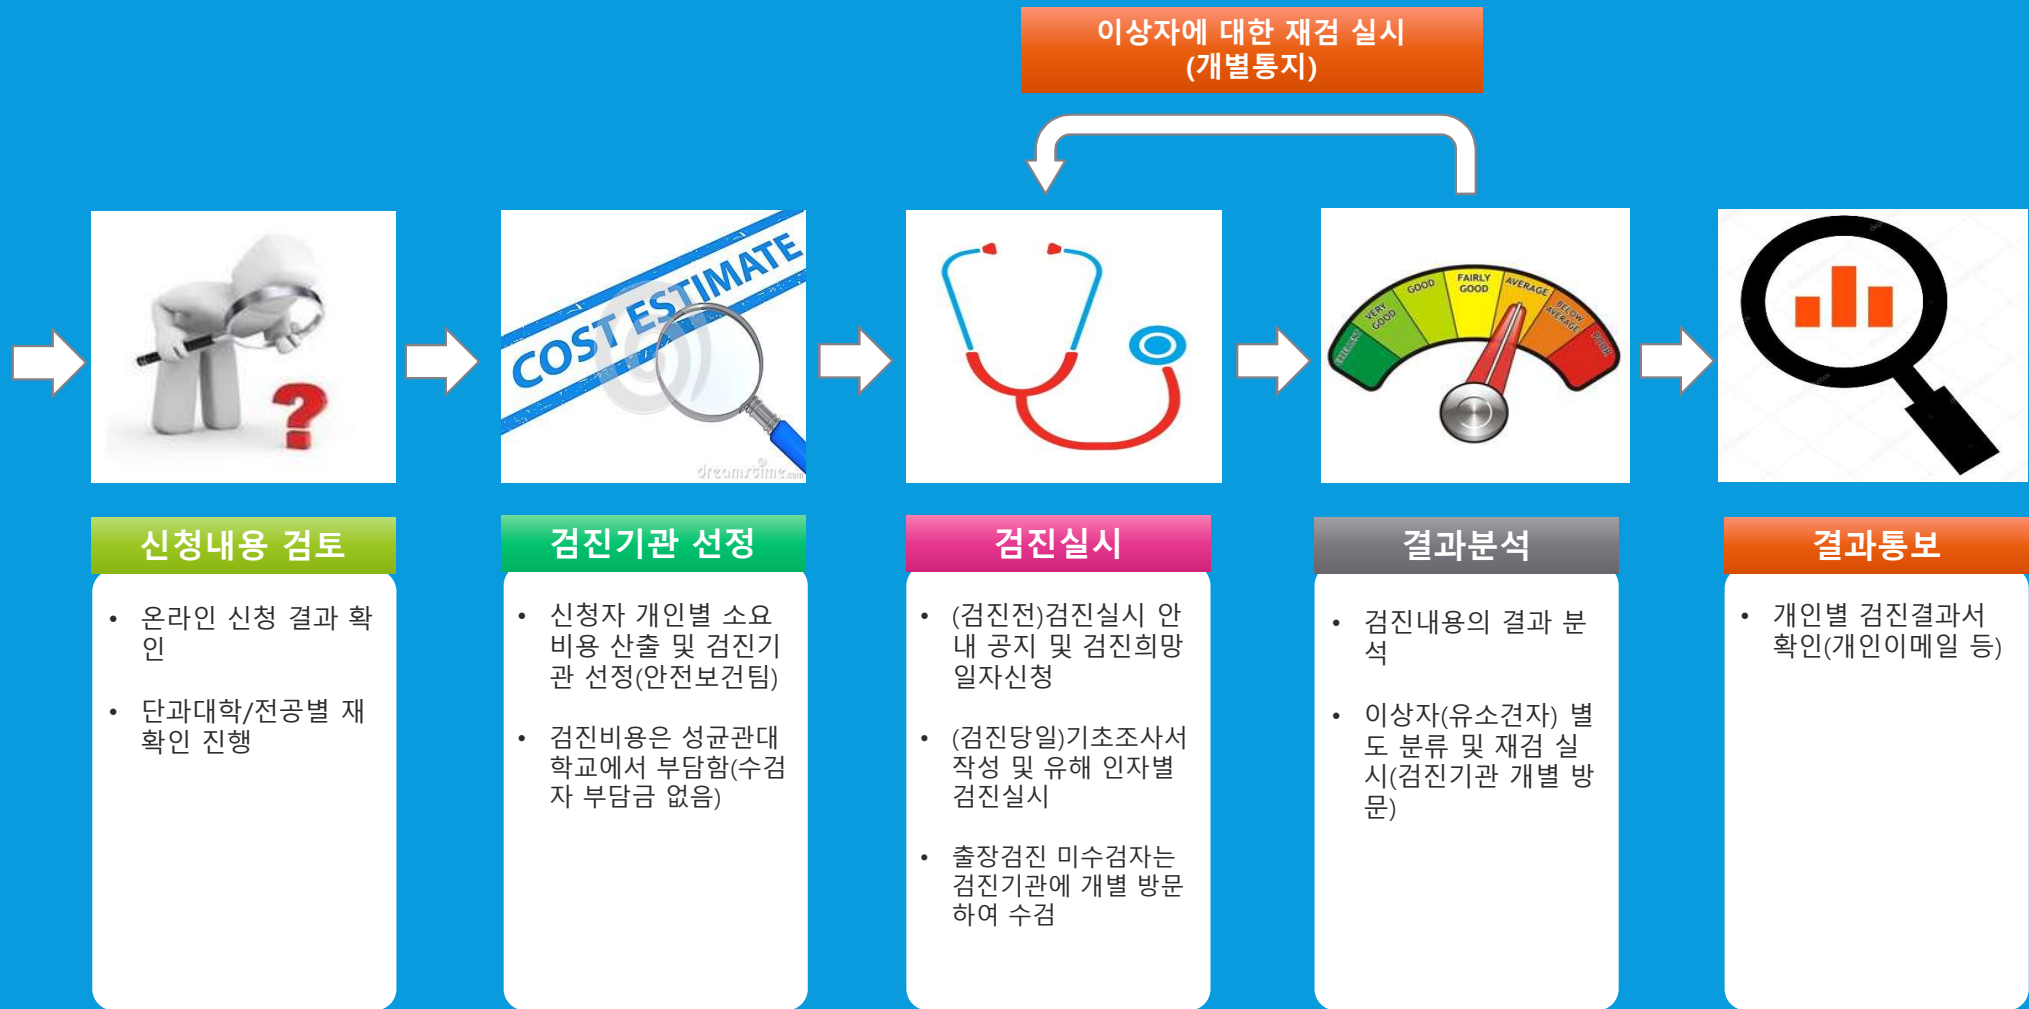 이상자에 대한 재검 실시
(개별통지)
COST ESTIMATE
dreamstime.com
EXCELLENT
VERY
GOOD
GOOD
FAIRLY
GOOD
AVERAGE
BELOW
AVERAGE
POOR
신청내용 검토
• 온라인 신청 결과 확
인
• 단과대학/전공별 재
확인 진행
검진기관 선정
• 신청자 개인별 소요
비용 산출 및 검진기
관 선정(안전보건팀)
• 검진비용은 성균관대
학교에서 부담함(수검
자 부담금 없음)
검진실시
• (검진전)검진실시 안
내 공지 및 검진희망
일자신청
• (검진당일)기초조사서
작성 및 유해 인자별
검진실시
• 출장검진 미수검자는
검진기관에 개별 방문
하여 수검
결과분석
• 검진내용의 결과 분
석
• 이상자(유소견자) 별
도 분류 및 재검 실
시(검진기관 개별 방
문)
결과통보
• 개인별 검진결과서
확인(개인이메일 등)